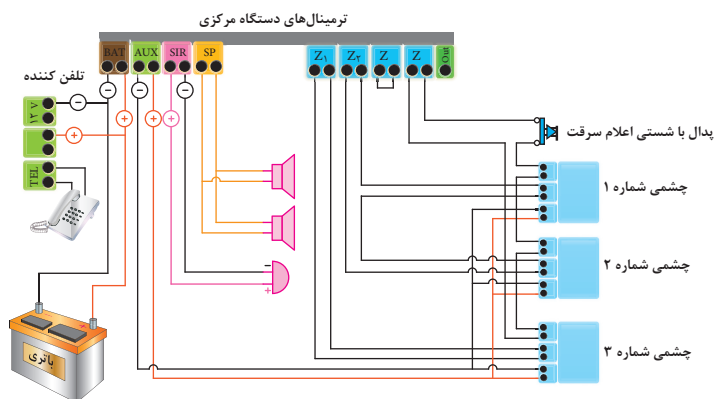 ترمینال‌های دستگاه مرکزی
BAT AUX SIR SP Z۱ Z۲ Z Z Out
تلفن کننده
۱۲ V
TEL
پدال با شستی اعلام سرقت
چشمی شماره ۱
چشمی شماره ۲
چشمی شماره ۳
باتری